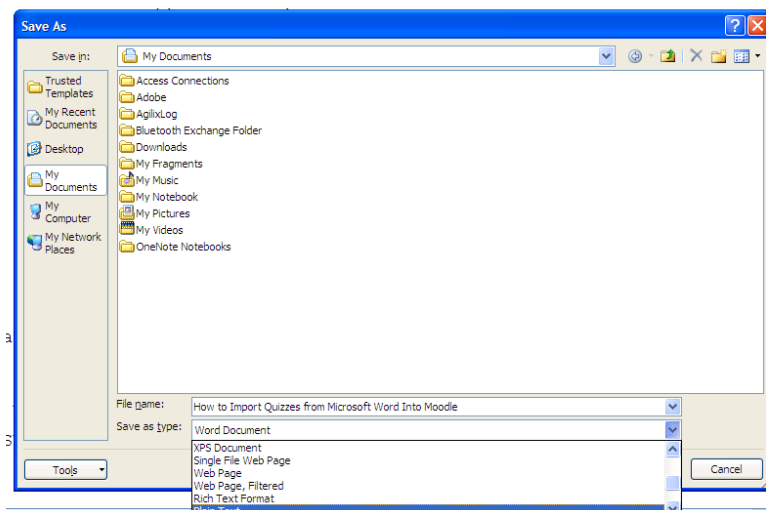 Save As
Save in:
My Documents
Trusted
Templates
My Recent
Documents
Desktop
My
Documents
My
Computer
My Network
Places
Access Connections
Adobe
AgilixLog
Bluetooth Exchange Folder
Downloads
My Fragments
My Music
My Notebook
My Pictures
My Videos
OneNote Notebooks
File name:
How to Import Quizzes from Microsoft Word Into Moodle
Save as type:
Word Document
XPS Document
Single File Web Page
Web Page
Web Page, Filtered
Rich Text Format
Plain Text
Tools
Cancel